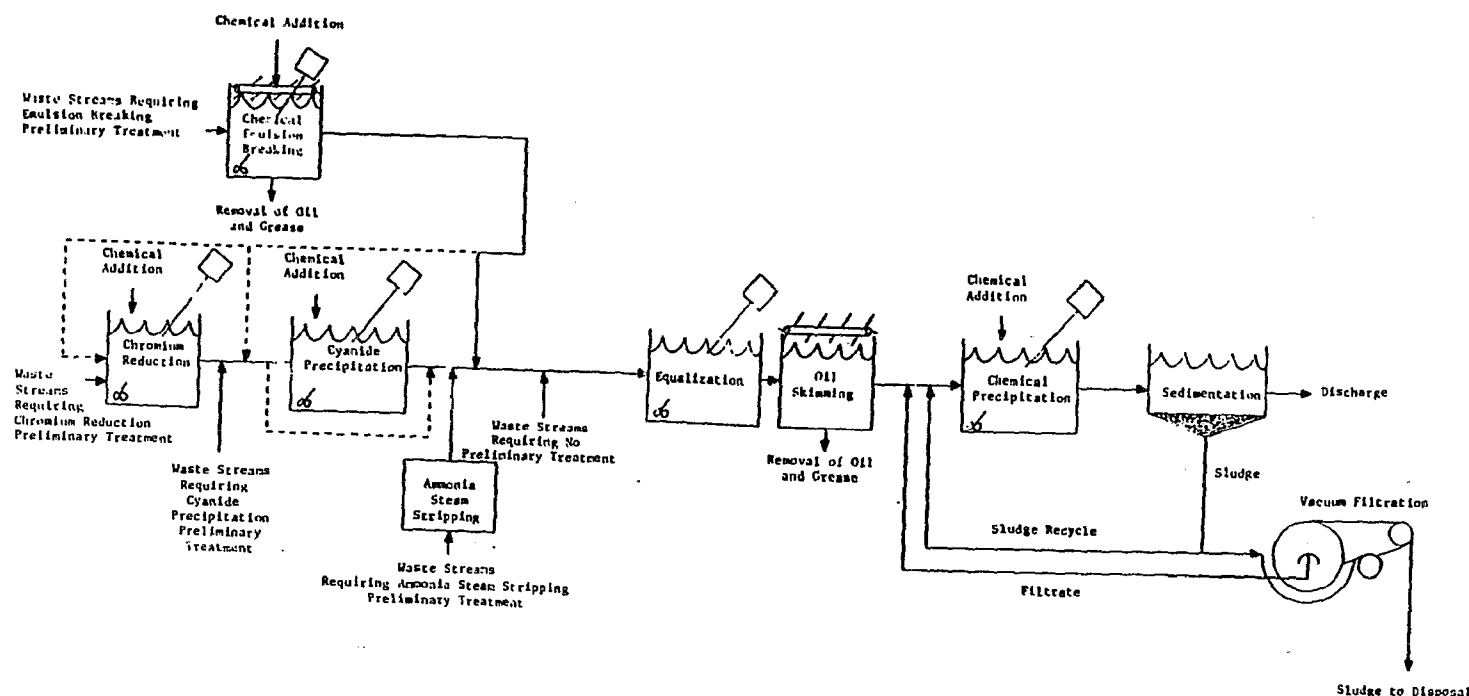 Chemical Addition
Waste Streams Requiring
Emulsion Breaking
Preliminary Treatment
Chemical
Emulsion
Breaking
Removal of Oil
and Grease
Chemical
Addition
Chromium
Reduction
Waste
Streams
Requiring
Chromium Reduction
Preliminary Treatment
Chemical
Addition
Cyanide
Precipitation
Waste Streams
Requiring
Cyanide
Precipitation
Preliminary
Treatment
Ammonia
Steam
Stripping
Waste Streams
Requiring Ammonia Steam Stripping
Preliminary Treatment
Waste Streams
Requiring No
Preliminary Treatment
Equalization
Oil
Skimming
Removal of Oil
and Grease
Chemical
Addition
Chemical
Precipitation
Sedimentation
Discharge
Sludge
Sludge Recycle
Filtrate
Vacuum Filtration
Sludge to Disposal